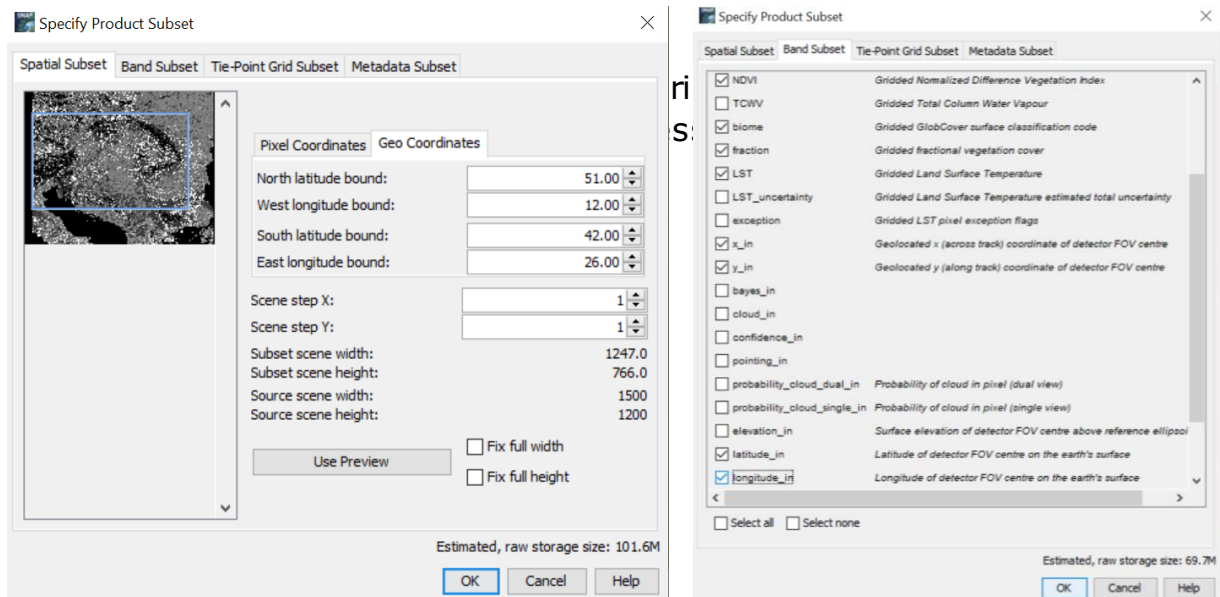 Specify Product Subset
Spatial Subset Band Subset Tie-Point Grid Subset Metadata Subset
Pixel Coordinates Geo Coordinates
North latitude bound: 51.00
West longitude bound: 12.00
South latitude bound: 42.00
East longitude bound: 26.00
Scene step X: 1
Scene step Y: 1
Subset scene width: 1247.0
Subset scene height: 766.0
Source scene width: 1500
Source scene height: 1200
Use Preview
Fix full width
Fix full height
Estimated, raw storage size: 101.6M
OK Cancel Help
ri
Specify Product Subset
Spatial Subset Band Subset Tie-Point Grid Subset Metadata Subset
NDVI Gridded Normalized Difference Vegetation Index
TCWV Gridded Total Column Water Vapour
biome Gridded GlobCover surface classification code
fraction Gridded fractional vegetation cover
LST Gridded Land Surface Temperature
LST_uncertainty Gridded Land Surface Temperature estimated total uncertainty
exception Gridded LST pixel exception flags
x_in Geolocated x (across track) coordinate of detector FOV centre
y_in Geolocated y (along track) coordinate of detector FOV centre
bayes_in
cloud_in
confidence_in
pointing_in
probability_cloud_dual_in Probability of cloud in pixel (dual view)
probability_cloud_single_in Probability of cloud in pixel (single view)
elevation_in Surface elevation of detector FOV centre above reference ellipsoi
latitude_in Latitude of detector FOV centre on the earth's surface
longitude_in Longitude of detector FOV centre on the earth's surface
Select all Select none
Estimated, raw storage size: 69.7M
OK Cancel Help